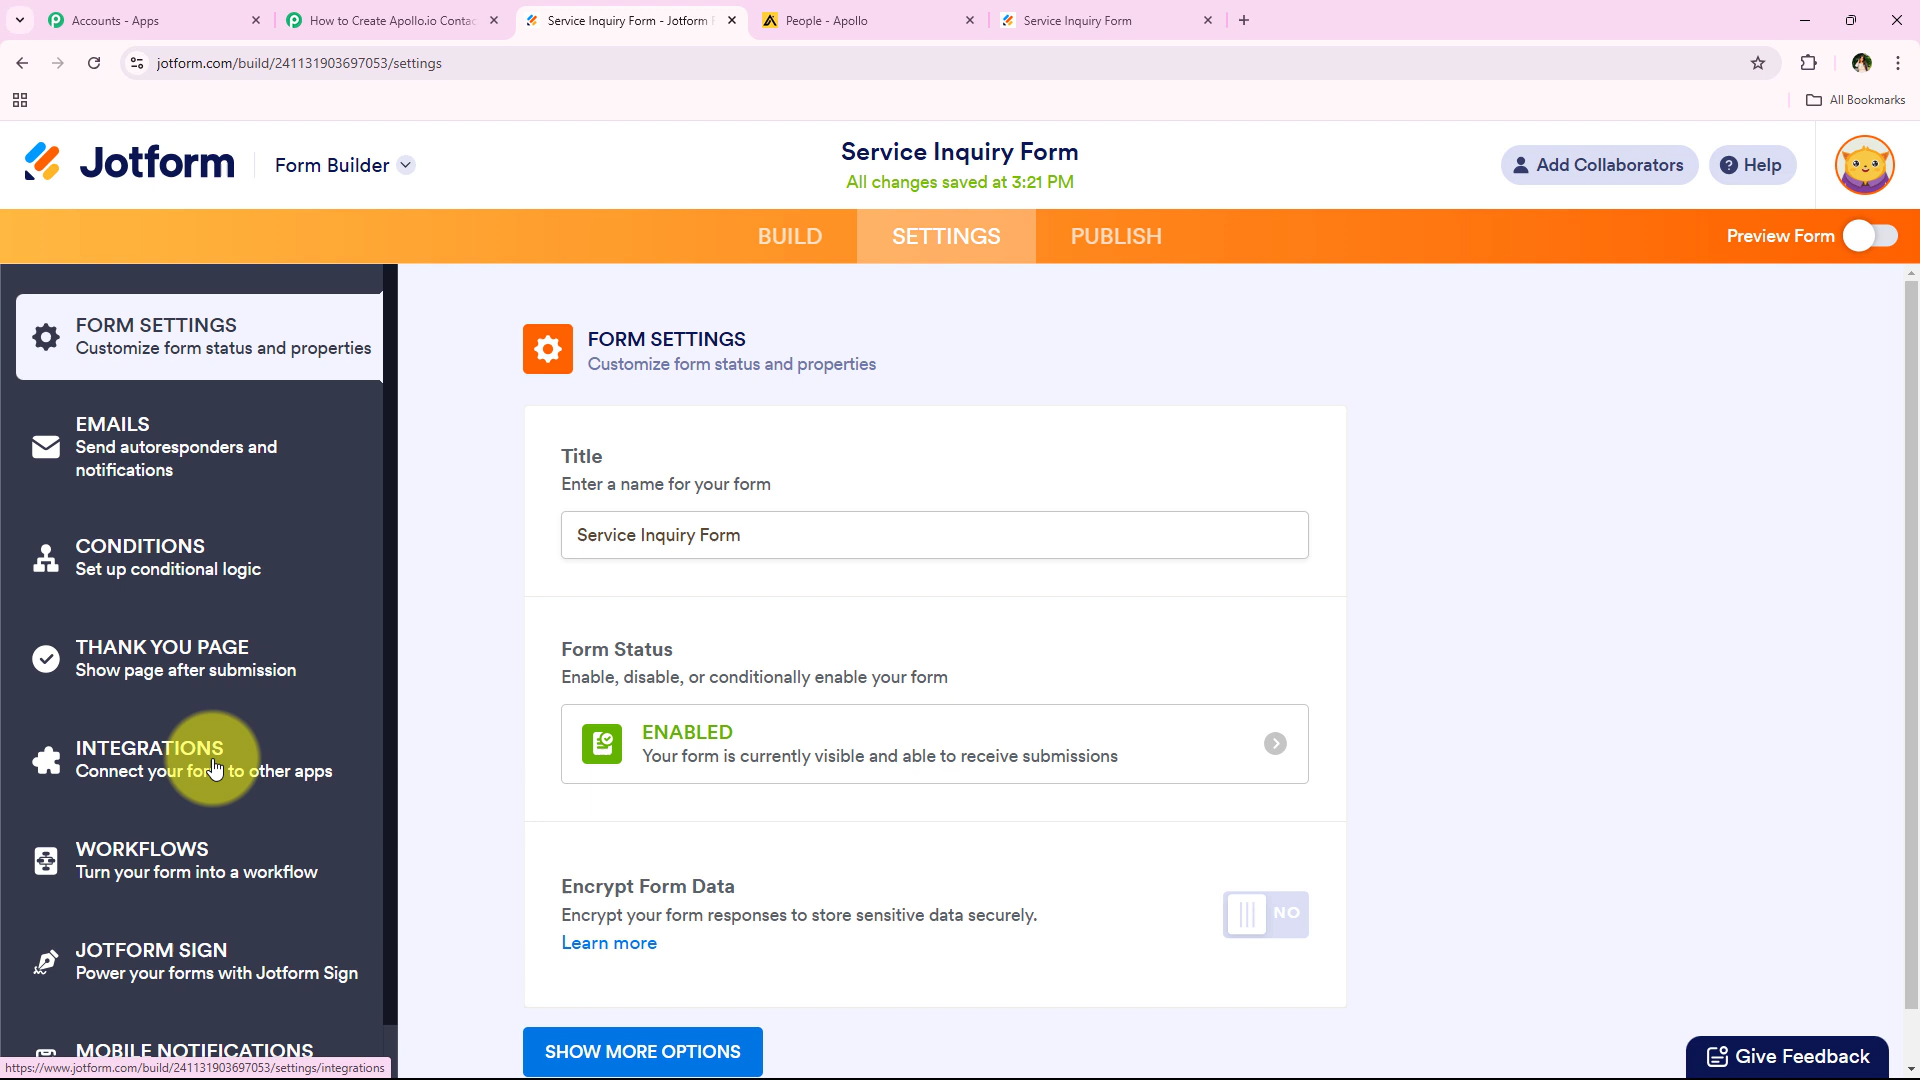 Accounts - Apps
How to Create Apollo.io Contac
Service Inquiry Form - Jotform
People - Apollo
Service Inquiry Form
jotform.com/build/241131903697053/settings
All Bookmarks
Jotform
Form Builder
Service Inquiry Form
All changes saved at 3:21 PM
Add Collaborators
Help
BUILD
SETTINGS
PUBLISH
Preview Form
FORM SETTINGS
Customize form status and properties
EMAILS
Send autoresponders and
notifications
CONDITIONS
Set up conditional logic
THANK YOU PAGE
Show page after submission
INTEGRATIONS
Connect your form to other apps
WORKFLOWS
Turn your form into a workflow
JOTFORM SIGN
Power your forms with Jotform Sign
MOBILE NOTIFICATIONS
https://www.jotform.com/build/241131903697053/settings/integrations
FORM SETTINGS
Customize form status and properties
Title
Enter a name for your form
Service Inquiry Form
Form Status
Enable, disable, or conditionally enable your form
ENABLED
Your form is currently visible and able to receive submissions
Encrypt Form Data
Encrypt your form responses to store sensitive data securely.
Learn more
NO
SHOW MORE OPTIONS
Give Feedback